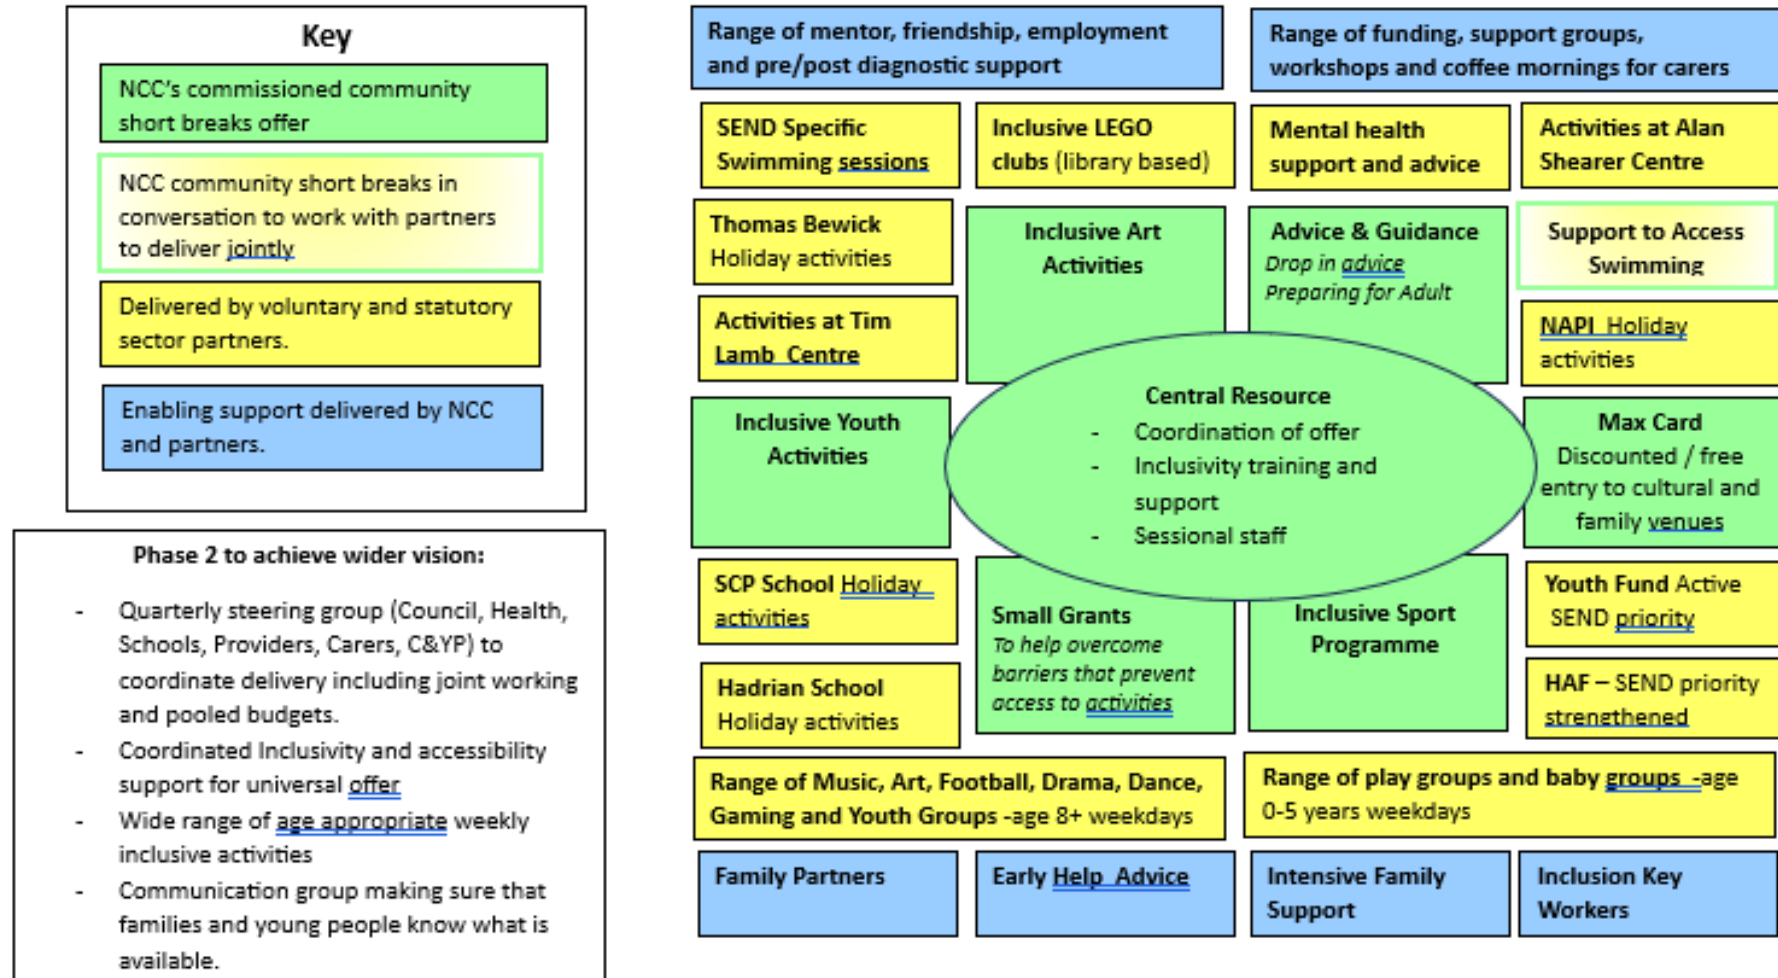 Key
NCC's commissioned community
short breaks offer
NCC community short breaks in
conversation to work with partners
to deliver jointly
Delivered by voluntary and statutory
sector partners.
Enabling support delivered by NCC
and partners.
Phase 2 to achieve wider vision:
- Quarterly steering group (Council, Health,
Schools, Providers, Carers, C&YP) to
coordinate delivery including joint working
and pooled budgets.
- Coordinated Inclusivity and accessibility
support for universal offer
- Wide range of age appropriate weekly
inclusive activities
- Communication group making sure that
families and young people know what is
available.
Range of mentor, friendship, employment
and pre/post diagnostic support
Range of funding, support groups,
workshops and coffee mornings for carers
SEND Specific
Swimming sessions
Inclusive LEGO
clubs (library based)
Mental health
support and advice
Activities at Alan
Shearer Centre
Thomas Bewick
Holiday activities
Inclusive Art
Activities
Advice & Guidance
Drop in advice
Preparing for Adult
Support to Access
Swimming
Activities at Tim
Lamb Centre
NAPI Holiday
activities
Inclusive Youth
Activities
Central Resource
- Coordination of offer
- Inclusivity training and
support
- Sessional staff
Max Card
Discounted / free
entry to cultural and
family venues
SCP School Holiday
activities
Small Grants
To help overcome
barriers that prevent
access to activities
Inclusive Sport
Programme
Youth Fund Active
SEND priority
Hadrian School
Holiday activities
HAF – SEND priority
strengthened
Range of Music, Art, Football, Drama, Dance,
Gaming and Youth Groups -age 8+ weekdays
Range of play groups and baby groups -age
0-5 years weekdays
Family Partners
Early Help Advice
Intensive Family
Support
Inclusion Key
Workers